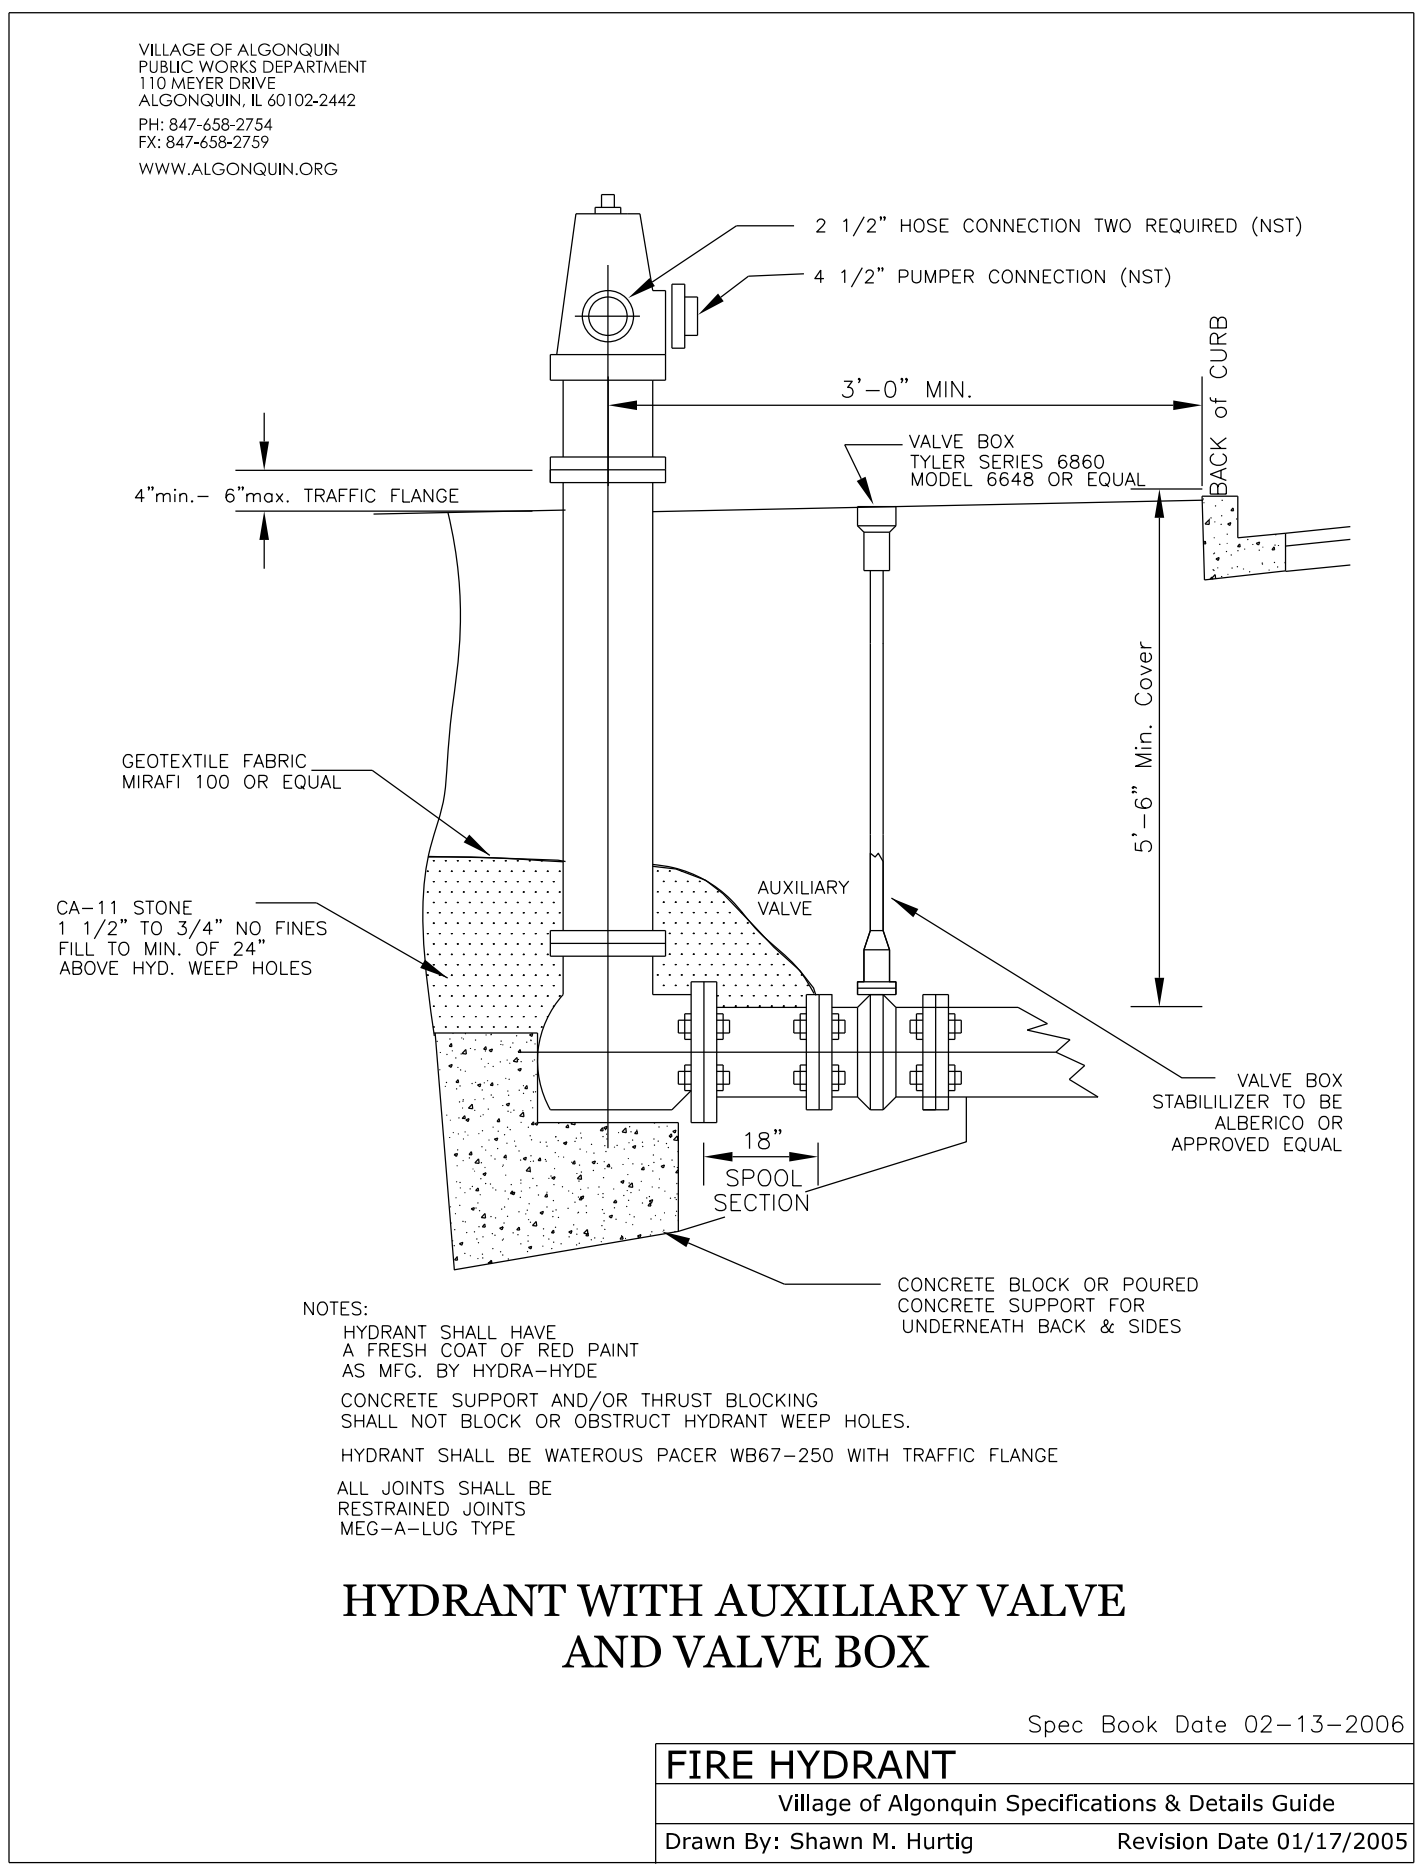 VILLAGE OF ALGONQUIN
PUBLIC WORKS DEPARTMENT
110 MEYER DRIVE
ALGONQUIN, IL 60102-2442
PH: 847-658-2754
FX: 847-658-2759
WWW.ALGONQUIN.ORG
2 1/2" HOSE CONNECTION TWO REQUIRED (NST)
4 1/2" PUMPER CONNECTION (NST)
BACK of CURB
3'-0" MIN.
VALVE BOX
TYLER SERIES 6860
MODEL 6648 OR EQUAL
4"min.- 6"max. TRAFFIC FLANGE
5'-6" Min. Cover
GEOTEXTILE FABRIC
MIRAFI 100 OR EQUAL
AUXILIARY
VALVE
CA-11 STONE
1 1/2" TO 3/4" NO FINES
FILL TO MIN. OF 24"
ABOVE HYD. WEEP HOLES
VALVE BOX
STABILILIZER TO BE
ALBERICO OR
APPROVED EQUAL
18"
SPOOL
SECTION
CONCRETE BLOCK OR POURED
CONCRETE SUPPORT FOR
UNDERNEATH BACK & SIDES
NOTES:
HYDRANT SHALL HAVE
A FRESH COAT OF RED PAINT
AS MFG. BY HYDRA-HYDE
CONCRETE SUPPORT AND/OR THRUST BLOCKING
SHALL NOT BLOCK OR OBSTRUCT HYDRANT WEEP HOLES.
HYDRANT SHALL BE WATEROUS PACER WB67-250 WITH TRAFFIC FLANGE
ALL JOINTS SHALL BE
RESTRAINED JOINTS
MEG-A-LUG TYPE
HYDRANT WITH AUXILIARY VALVE
AND VALVE BOX
Spec Book Date 02-13-2006
FIRE HYDRANT
Village of Algonquin Specifications & Details Guide
Drawn By: Shawn M. Hurtig Revision Date 01/17/2005